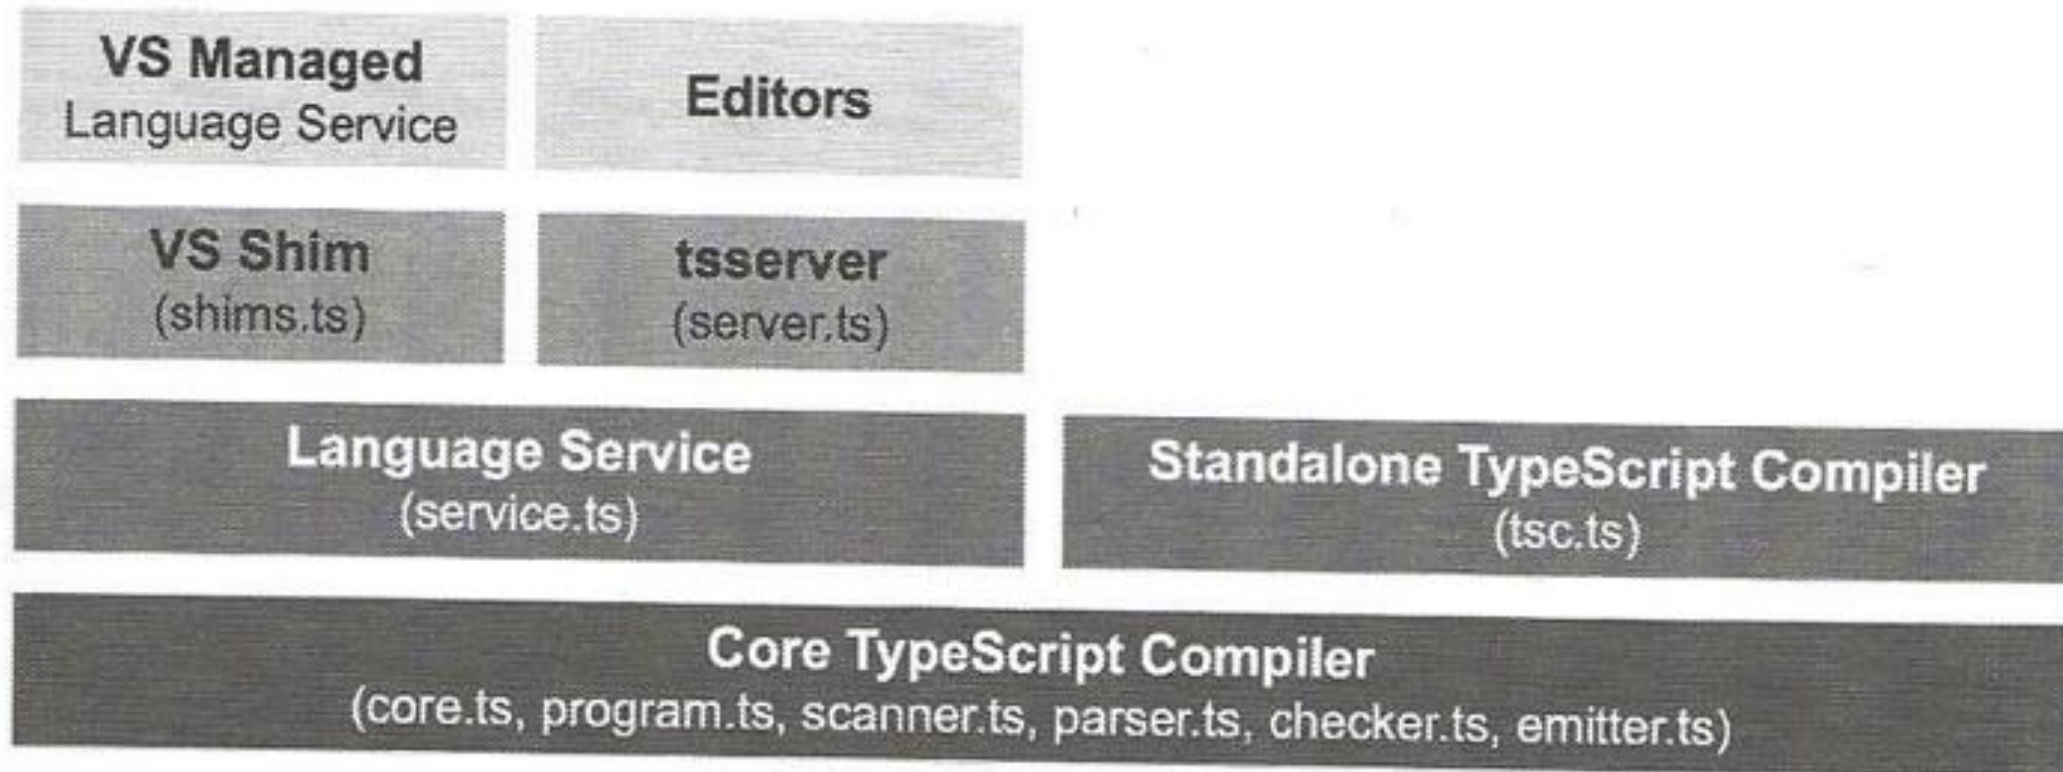 VS Managed
Language Service
Editors
VS Shim
(shims.ts)
tsserver
(server.ts)
Language Service
(service.ts)
Standalone TypeScript Compiler
(tsc.ts)
Core TypeScript Compiler
(core.ts, program.ts, scanner.ts, parser.ts, checker.ts, emitter.ts)